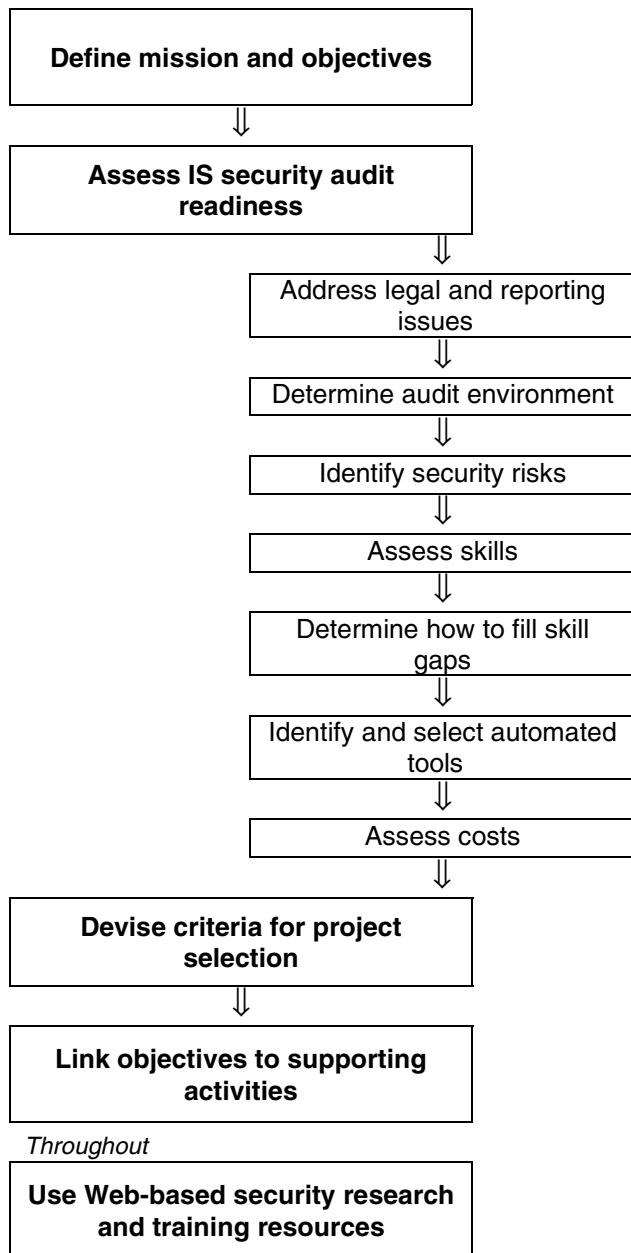 Define mission and objectives
⇓
Assess IS security audit
readiness
⇓
Address legal and reporting
issues
⇓
Determine audit environment
⇓
Identify security risks
⇓
Assess skills
⇓
Determine how to fill skill
gaps
⇓
Identify and select automated
tools
⇓
Assess costs
⇓
Devise criteria for project
selection
⇓
Link objectives to supporting
activities
Throughout
Use Web-based security research
and training resources